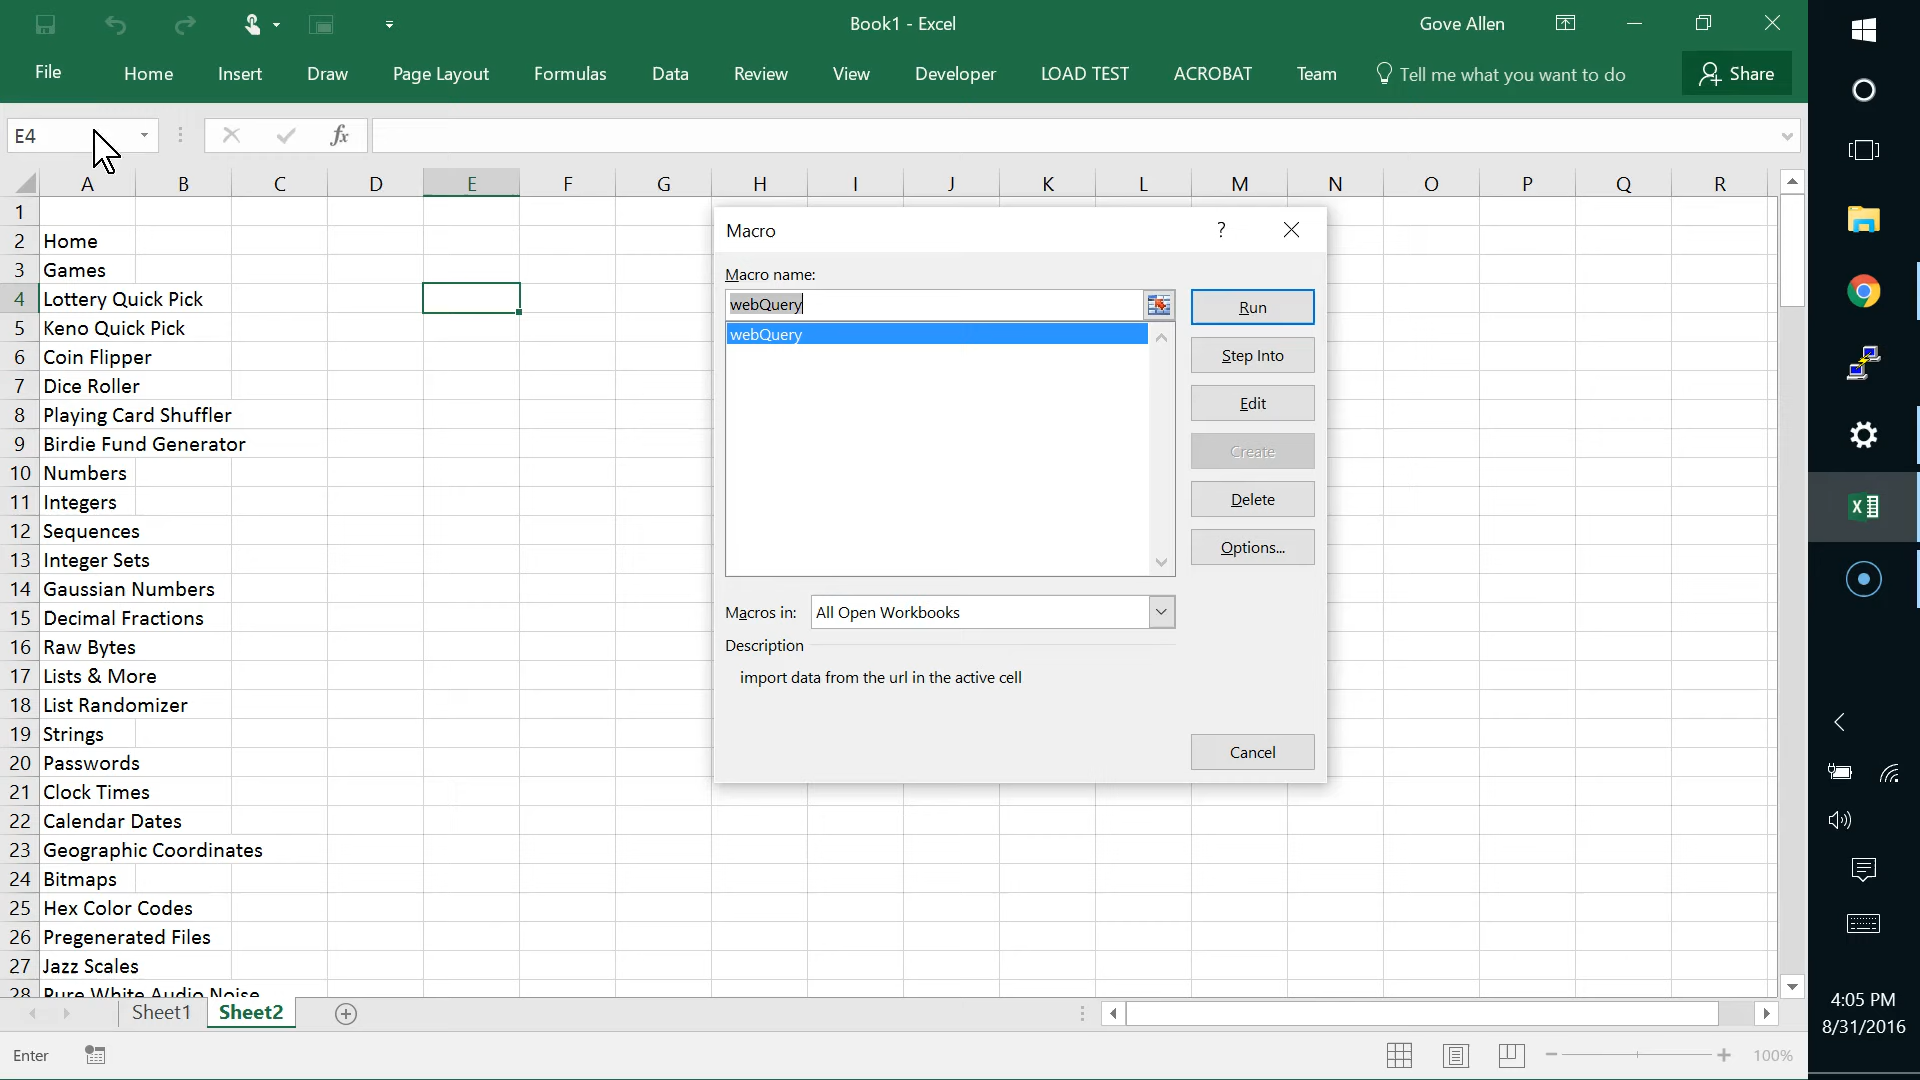 Book1 - Excel
Gove Allen
File Home Insert Draw Page Layout Formulas Data Review View Developer LOAD TEST ACROBAT Team Tell me what you want to do Share
E4
fx
A B C D E F G H I J K L M N O P Q R
1
2 Home
3 Games
4 Lottery Quick Pick
5 Keno Quick Pick
6 Coin Flipper
7 Dice Roller
8 Playing Card Shuffler
9 Birdie Fund Generator
10 Numbers
11 Integers
12 Sequences
13 Integer Sets
14 Gaussian Numbers
15 Decimal Fractions
16 Raw Bytes
17 Lists & More
18 List Randomizer
19 Strings
20 Passwords
21 Clock Times
22 Calendar Dates
23 Geographic Coordinates
24 Bitmaps
25 Hex Color Codes
26 Pregenerated Files
27 Jazz Scales
28 Pure White Audio Noise
Macro
?
Macro name:
webQuery
webQuery
Run
Step Into
Edit
Create
Delete
Options...
Macros in: All Open Workbooks
Description
import data from the url in the active cell
Cancel
Sheet1 Sheet2
Enter
100%
4:05 PM
8/31/2016